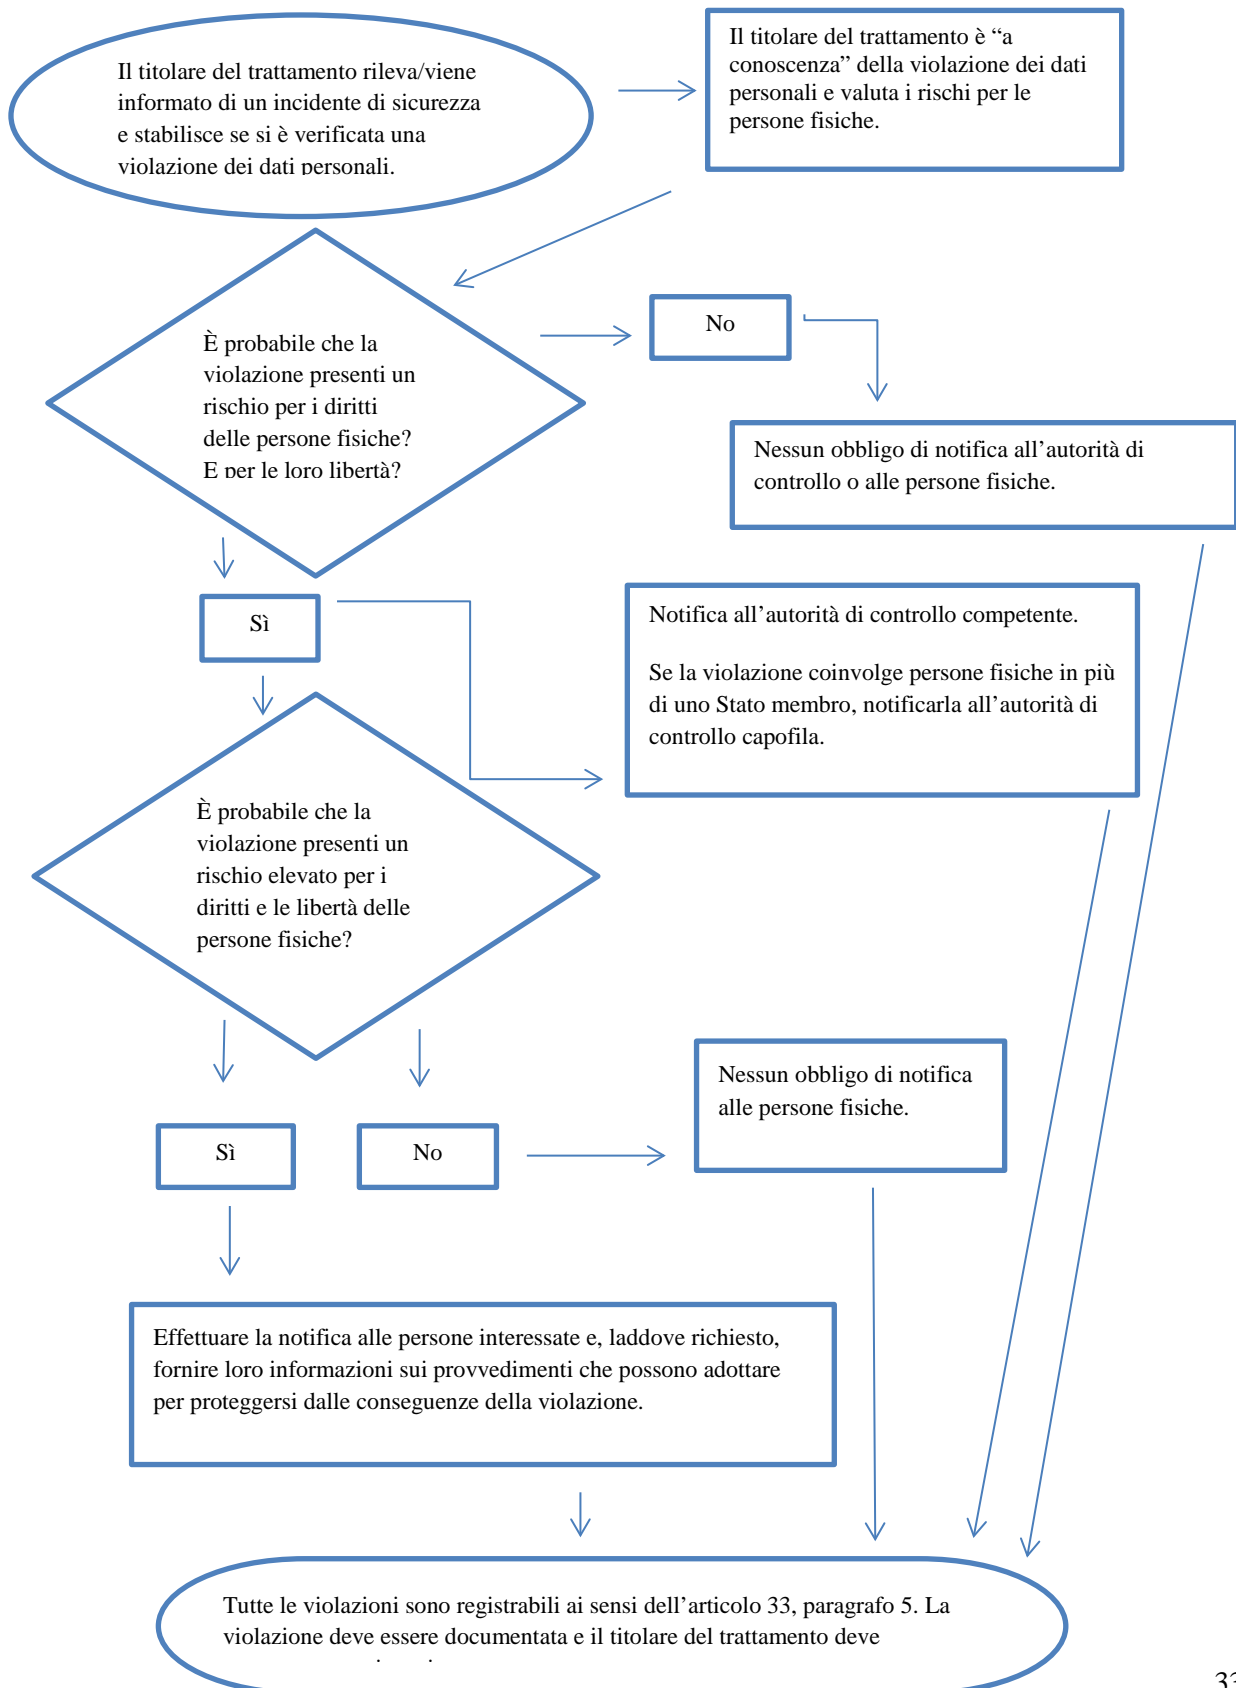 Il titolare del trattamento rileva/viene
informato di un incidente di sicurezza
e stabilisce se si è verificata una
violazione dei dati personali.
Il titolare del trattamento è “a
conoscenza” della violazione dei dati
personali e valuta i rischi per le
persone fisiche.
È probabile che la
violazione presenti un
rischio per i diritti
delle persone fisiche?
E per le loro libertà?
No
Nessun obbligo di notifica all’autorità di
controllo o alle persone fisiche.
Sì
Notifica all’autorità di controllo competente.
Se la violazione coinvolge persone fisiche in più
di uno Stato membro, notificarla all’autorità di
controllo capofila.
È probabile che la
violazione presenti un
rischio elevato per i
diritti e le libertà delle
persone fisiche?
Sì
No
Nessun obbligo di notifica
alle persone fisiche.
Effettuare la notifica alle persone interessate e, laddove richiesto,
fornire loro informazioni sui provvedimenti che possono adottare
per proteggersi dalle conseguenze della violazione.
Tutte le violazioni sono registrabili ai sensi dell’articolo 33, paragrafo 5. La
violazione deve essere documentata e il titolare del trattamento deve
33